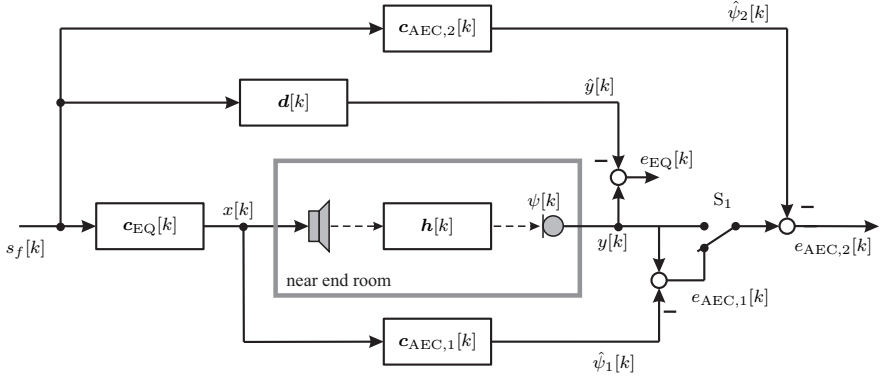 c_AEC,2[k]
ψ̂_2[k]
d[k]
ŷ[k]
e_EQ[k]
s_f[k]
c_EQ[k]
x[k]
h[k]
ψ[k]
y[k]
S_1
e_AEC,2[k]
near end room
e_AEC,1[k]
c_AEC,1[k]
ψ̂_1[k]